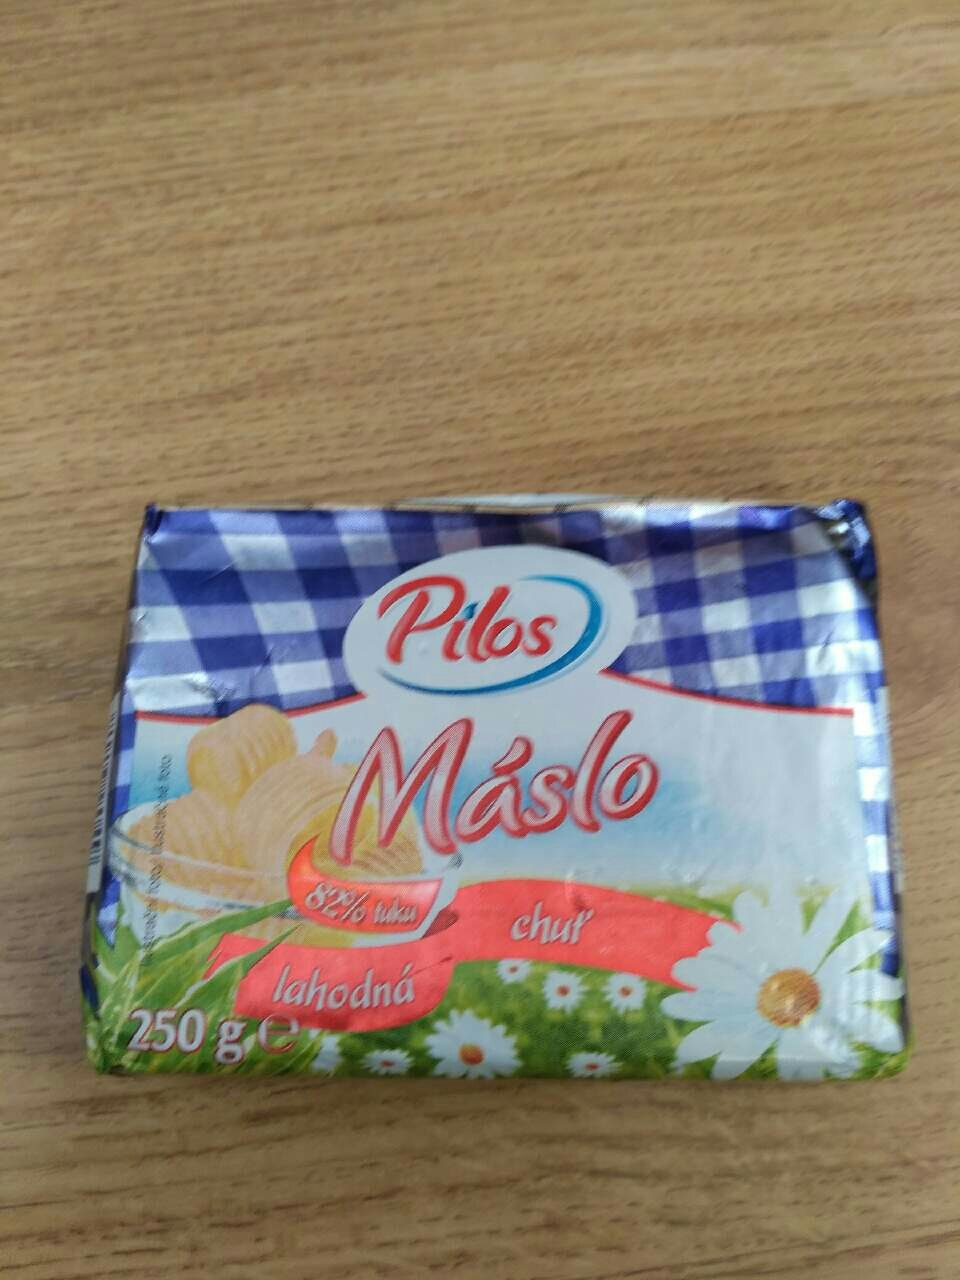 Pilos
Máslo
82% tuku
lahodná chuť
250 g e